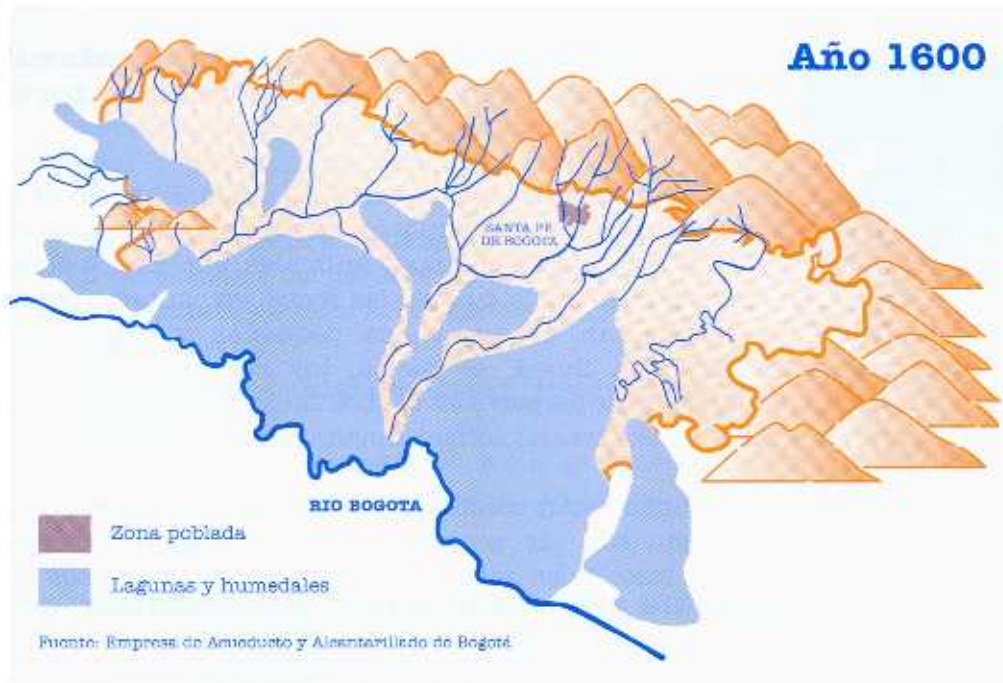 Año 1600
SANTA FE
DE BOGOTA
RIO BOGOTA
Zona poblada
Lagunas y humedales
Fuente: Empresa de Acueducto y Alcantarillado de Bogotá